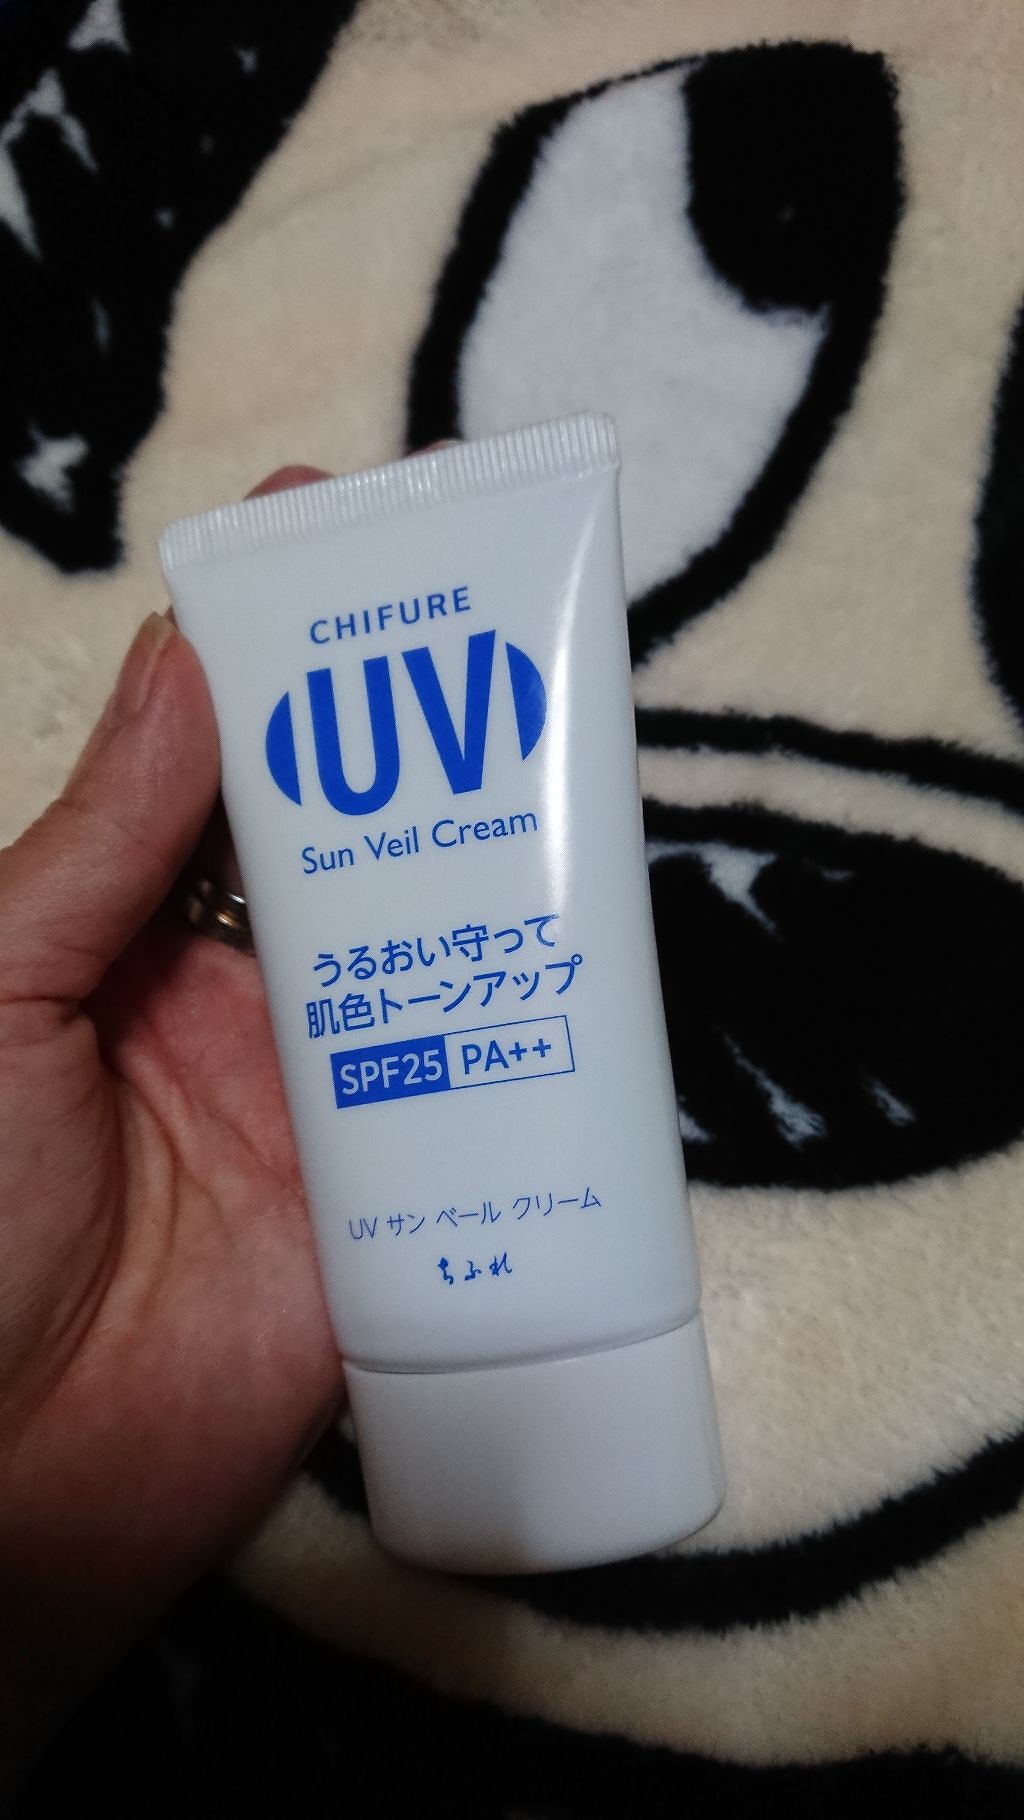 CHIFURE
UV
Sun Veil Cream
うるおい守って
肌色トーンアップ
SPF25 PA++
UV サン ベール クリーム
ちふれ